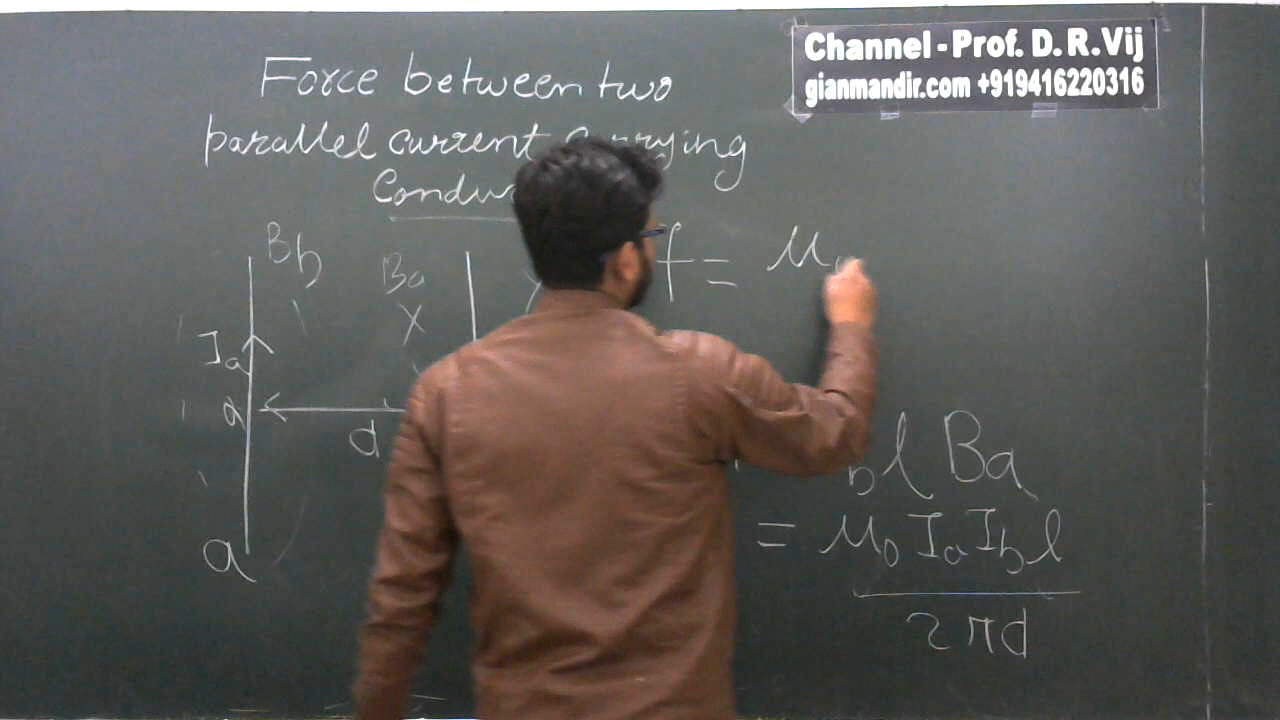 Channel - Prof. D. R. Vij
gianmandir.com +919416220316
Force between two
parallel current carrying
f = μ
Bb
Ba
X
Ia
d
a
b l Ba
= μ0 Ia Ib l
2πd